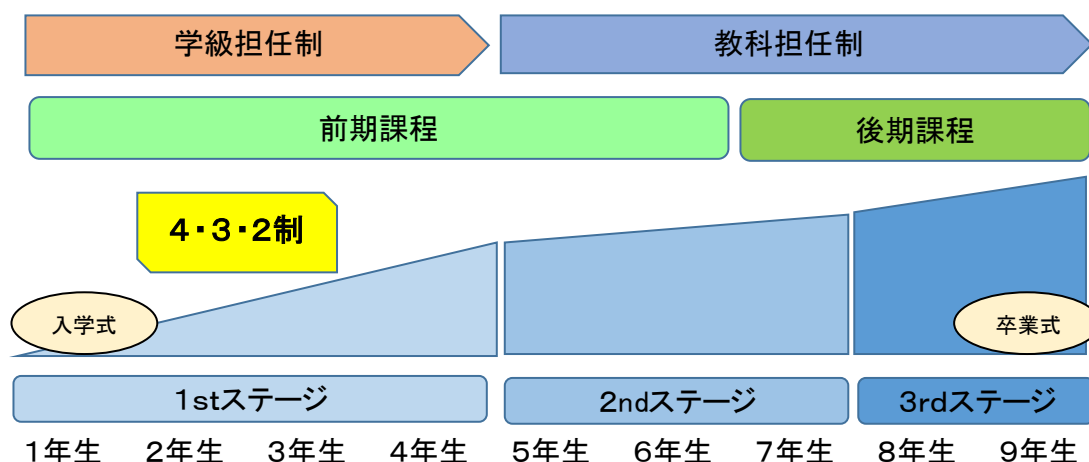 学級担任制
教科担任制
前期課程
後期課程
4・3・2制
入学式
卒業式
1stステージ
2ndステージ
3rdステージ
1年生 2年生 3年生 4年生 5年生 6年生 7年生 8年生 9年生